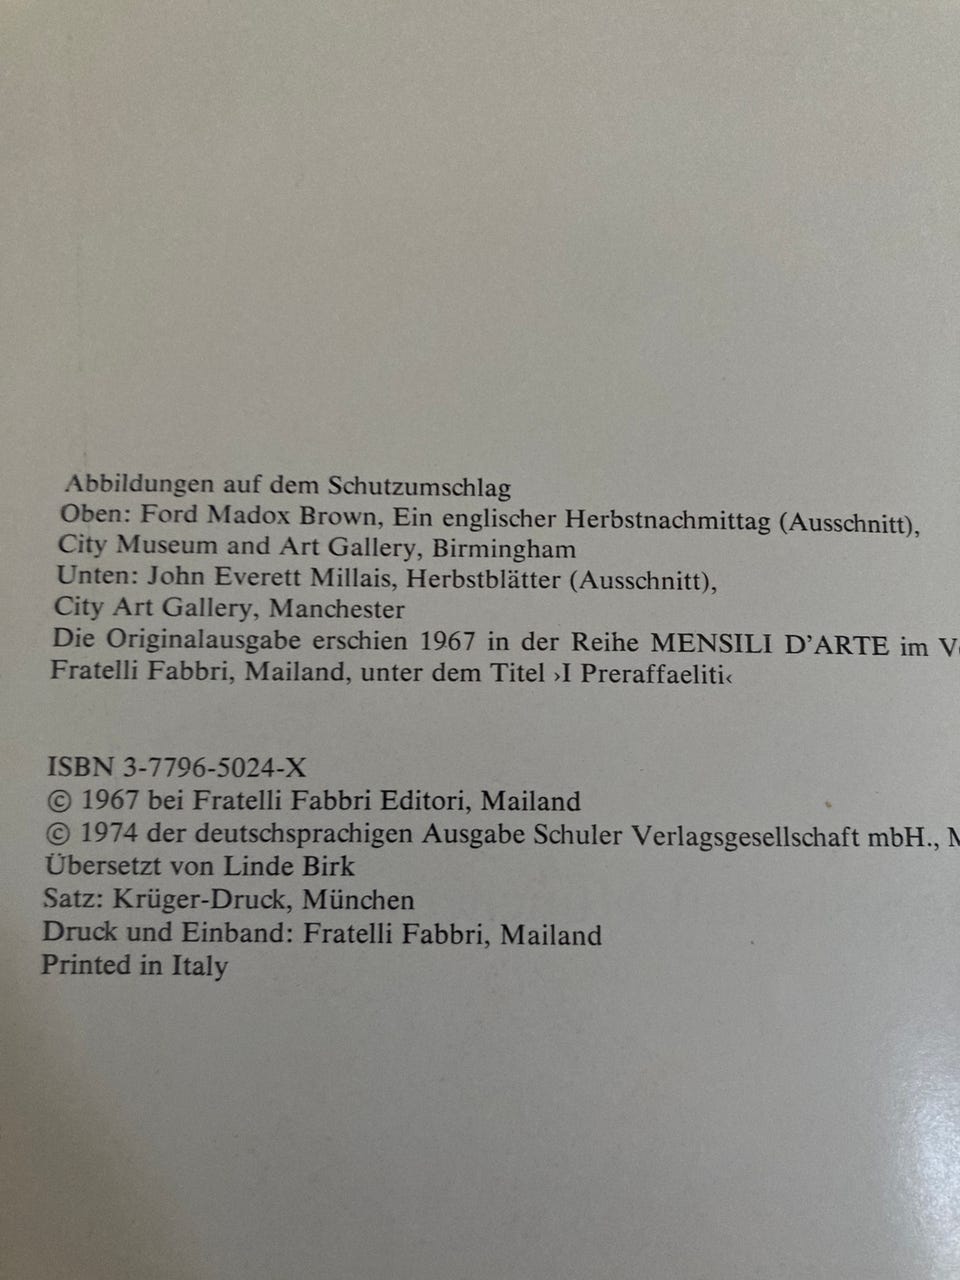 Abbildungen auf dem Schutzumschlag
Oben: Ford Madox Brown, Ein englischer Herbstnachmittag (Ausschnitt),
City Museum and Art Gallery, Birmingham
Unten: John Everett Millais, Herbstblätter (Ausschnitt),
City Art Gallery, Manchester
Die Originalausgabe erschien 1967 in der Reihe MENSILI D'ARTE im
Fratelli Fabbri, Mailand, unter dem Titel ›I Preraffaeliti‹
ISBN 3-7796-5024-X
© 1967 bei Fratelli Fabbri Editori, Mailand
© 1974 der deutschsprachigen Ausgabe Schuler Verlagsgesellschaft mbH.,
Übersetzt von Linde Birk
Satz: Krüger-Druck, München
Druck und Einband: Fratelli Fabbri, Mailand
Printed in Italy